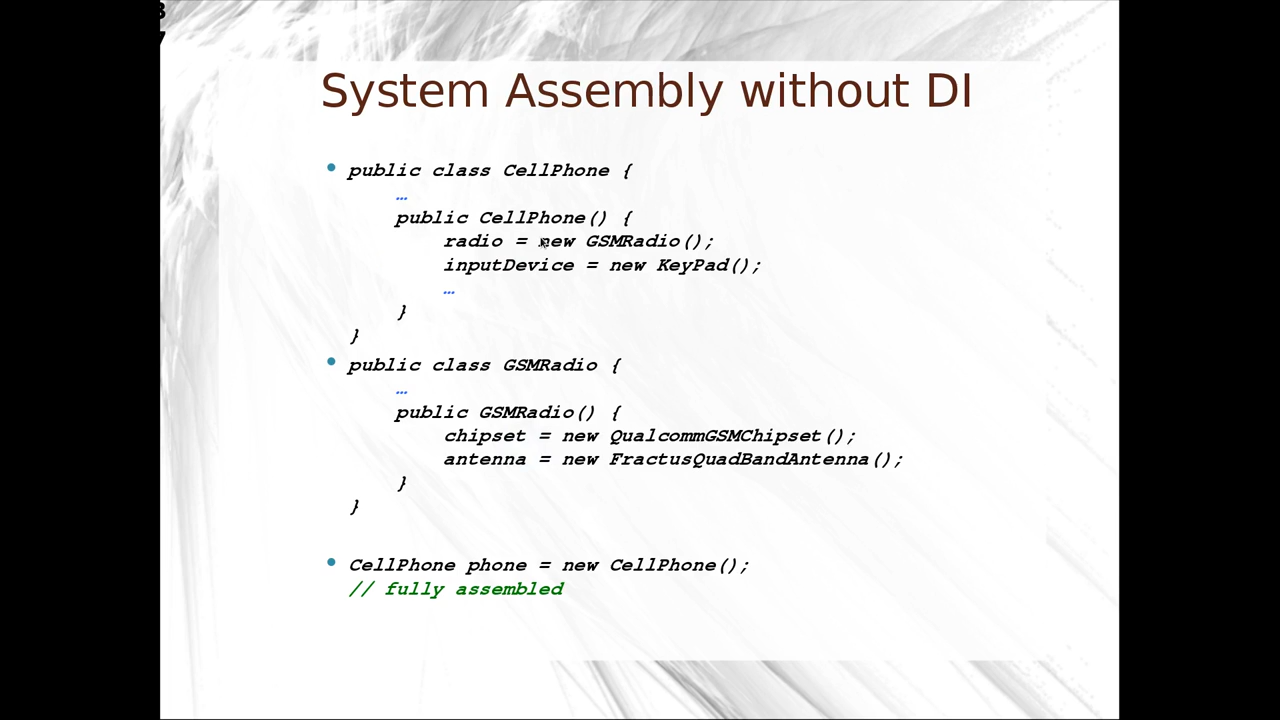 37
System Assembly without DI
• public class CellPhone {
…
public CellPhone() {
radio = new GSMRadio();
inputDevice = new KeyPad();
…
}
}
• public class GSMRadio {
…
public GSMRadio() {
chipset = new QualcommGSMChipset();
antenna = new FractusQuadBandAntenna();
}
}
• CellPhone phone = new CellPhone();
// fully assembled